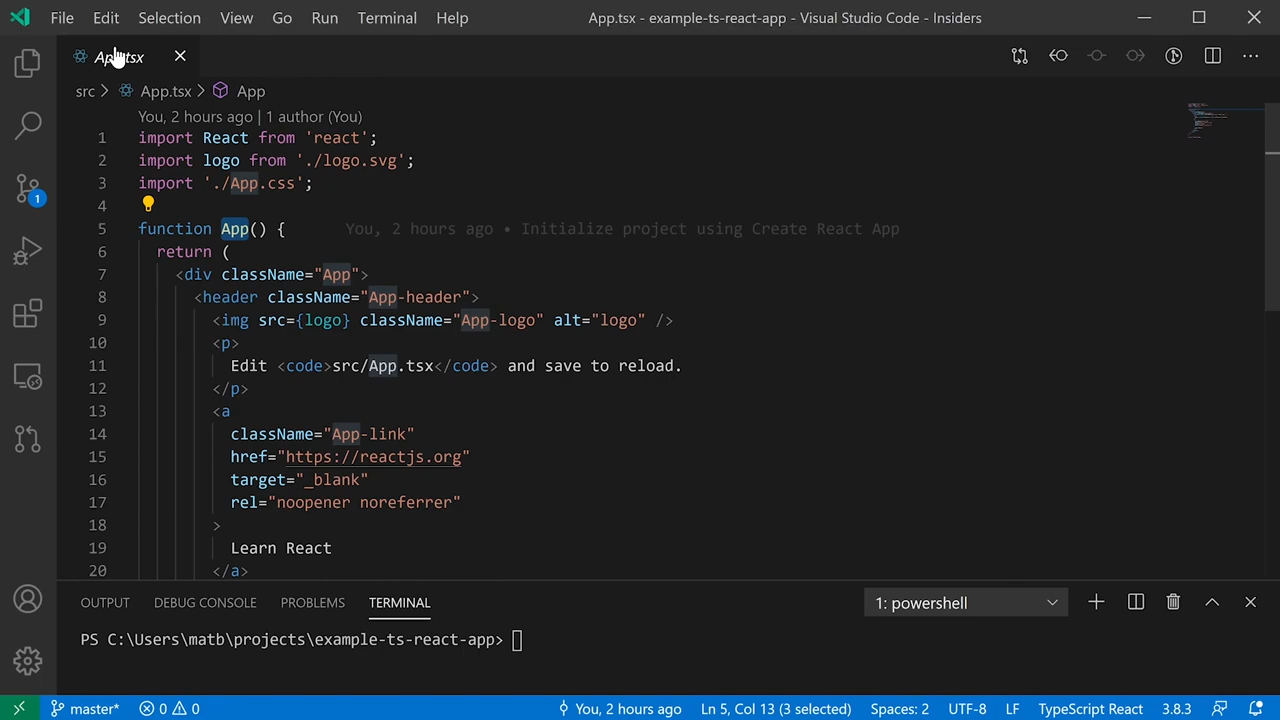 File Edit Selection View Go Run Terminal Help App.tsx - example-ts-react-app - Visual Studio Code - Insiders
App.tsx
src > App.tsx > App
You, 2 hours ago | 1 author (You)
1 import React from 'react';
2 import logo from './logo.svg';
3 import './App.css';
4
5 function App() { You, 2 hours ago • Initialize project using Create React App
6 return (
7 <div className="App">
8 <header className="App-header">
9 <img src={logo} className="App-logo" alt="logo" />
10 <p>
11 Edit <code>src/App.tsx</code> and save to reload.
12 </p>
13 <a
14 className="App-link"
15 href="https://reactjs.org"
16 target="_blank"
17 rel="noopener noreferrer"
18 >
19 Learn React
20 </a>
1
OUTPUT DEBUG CONSOLE PROBLEMS TERMINAL 1: powershell
PS C:\Users\matb\projects\example-ts-react-app>
master* 0 0 You, 2 hours ago Ln 5, Col 13 (3 selected) Spaces: 2 UTF-8 LF TypeScript React 3.8.3